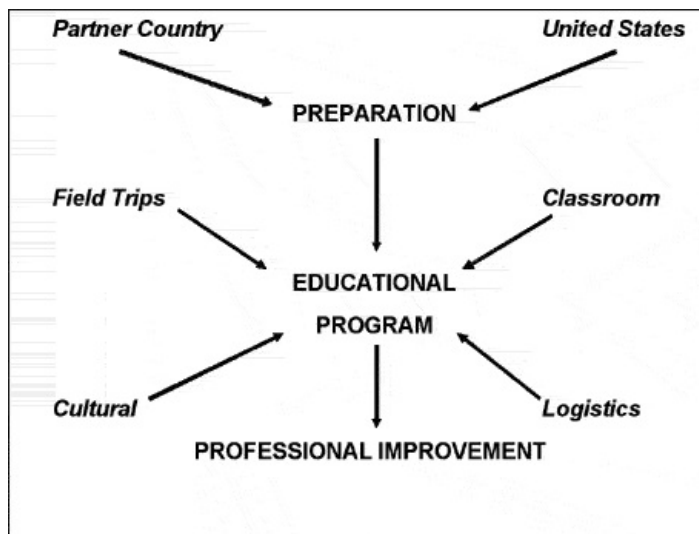 Partner Country
United States
PREPARATION
Field Trips
Classroom
EDUCATIONAL
PROGRAM
Cultural
Logistics
PROFESSIONAL IMPROVEMENT